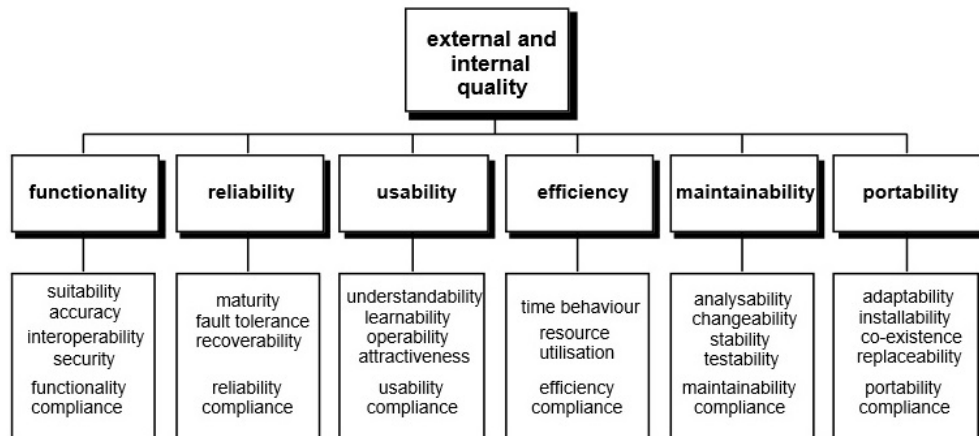 external and
internal
quality
functionality
reliability
usability
efficiency
maintainability
portability
suitability
accuracy
interoperability
security
functionality
compliance
maturity
fault tolerance
recoverability
reliability
compliance
understandability
learnability
operability
attractiveness
usability
compliance
time behaviour
resource
utilisation
efficiency
compliance
analysability
changeability
stability
testability
maintainability
compliance
adaptability
installability
co-existence
replaceability
portability
compliance